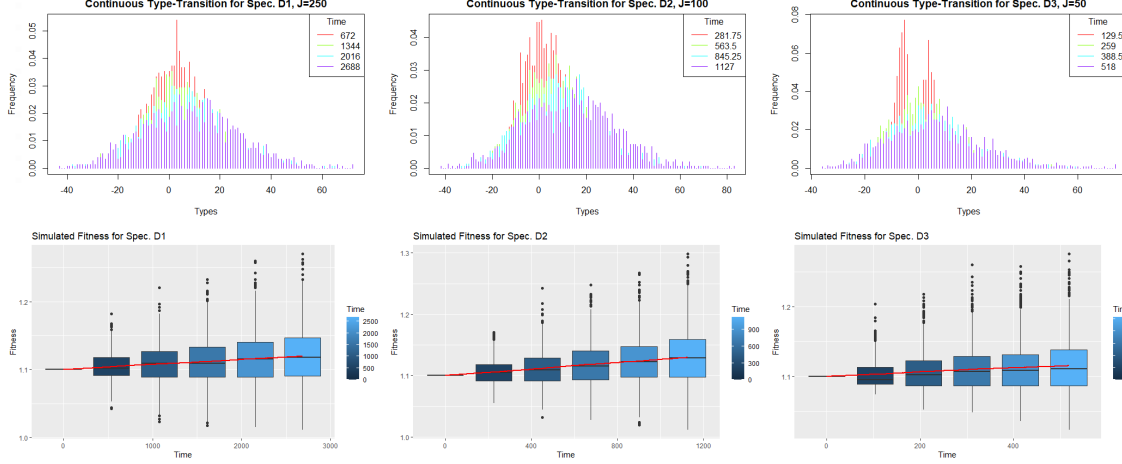 Continuous Type-Transition for Spec. D1, J=250
Frequency
0.00 0.01 0.02 0.03 0.04 0.05
Time
672
1344
2016
2688
-40 -20 0 20 40 60
Types
Continuous Type-Transition for Spec. D2, J=100
Frequency
0.00 0.01 0.02 0.03 0.04
Time
281.75
563.5
845.25
1127
-40 -20 0 20 40 60 80
Types
Continuous Type-Transition for Spec. D3, J=50
Frequency
0.00 0.02 0.04 0.06 0.08
Time
129.5
259
388.5
518
-40 -20 0 20 40 60
Types
Simulated Fitness for Spec. D1
Fitness
1.2
1.1
1.0
0 1000 2000 3000
Time
Time
2500
2000
1500
1000
500
0
Simulated Fitness for Spec. D2
Fitness
1.3
1.2
1.1
1.0
0 400 800 1200
Time
Time
900
600
300
0
Simulated Fitness for Spec. D3
Fitness
1.2
1.1
0 200 400
Time
Time